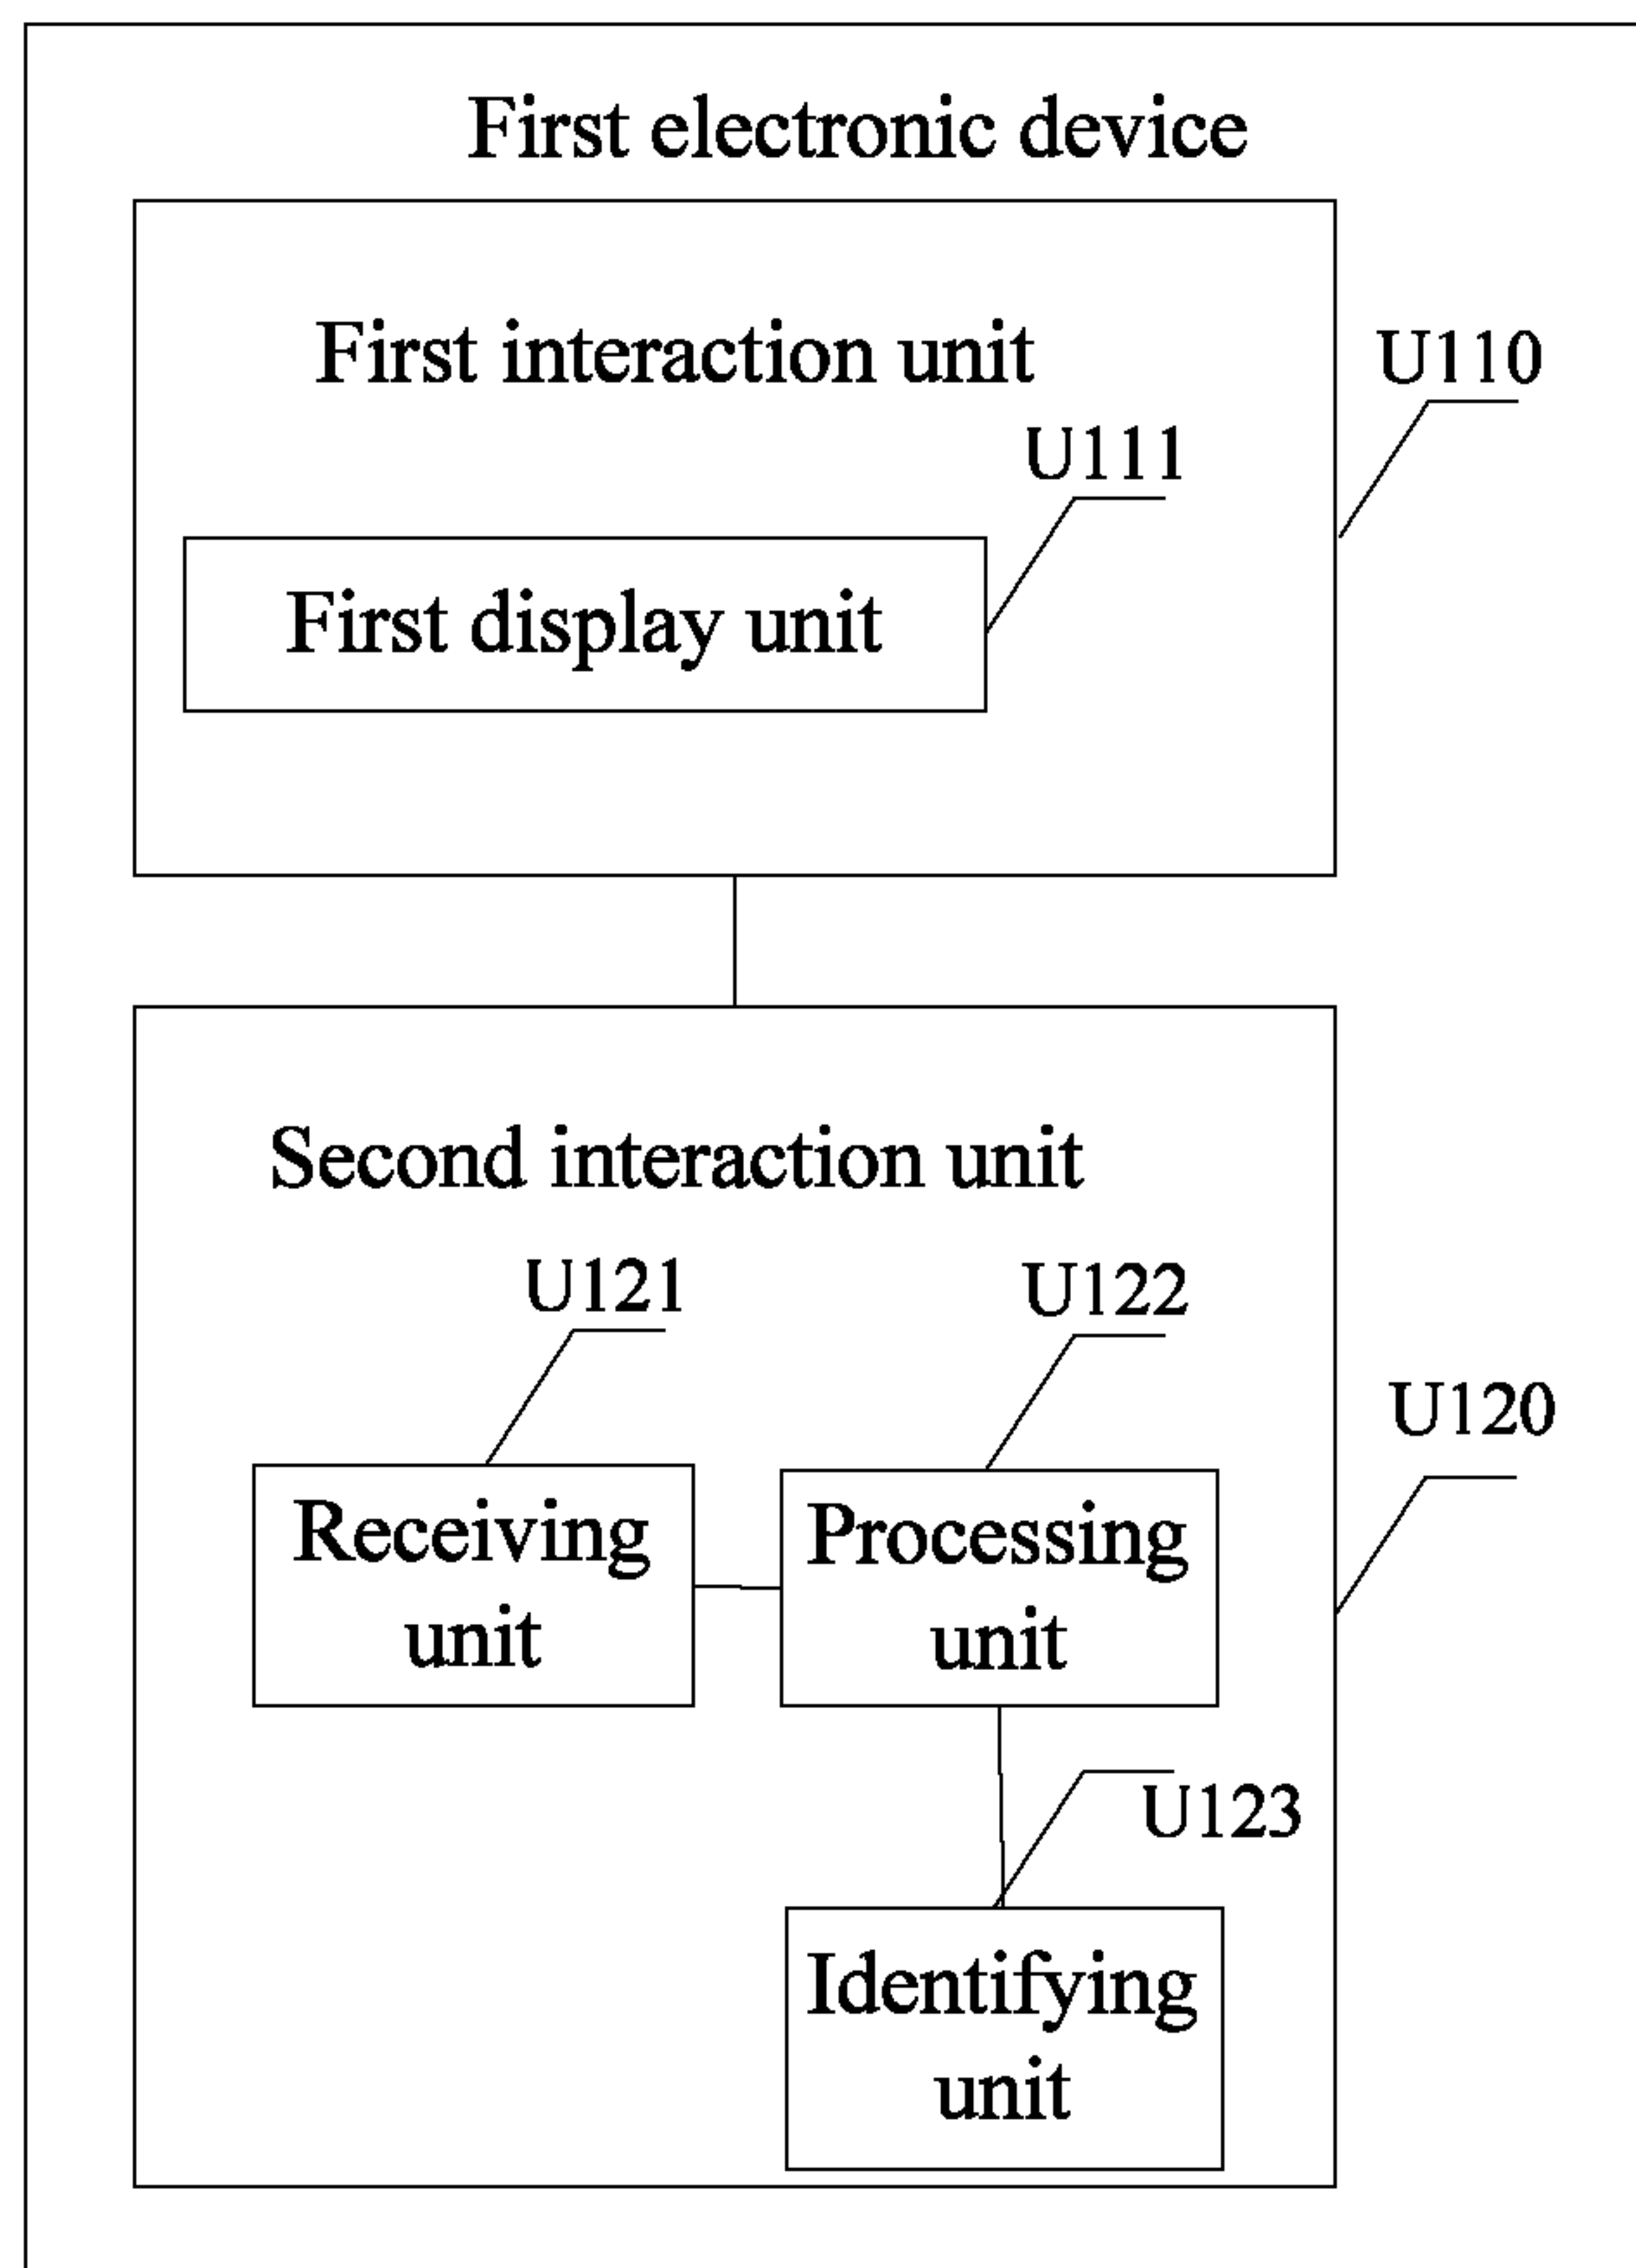 First electronic device
First interaction unit
U110
U111
First display unit
Second interaction unit
U121
U122
U120
Receiving
unit
Processing
unit
U123
Identifying
unit